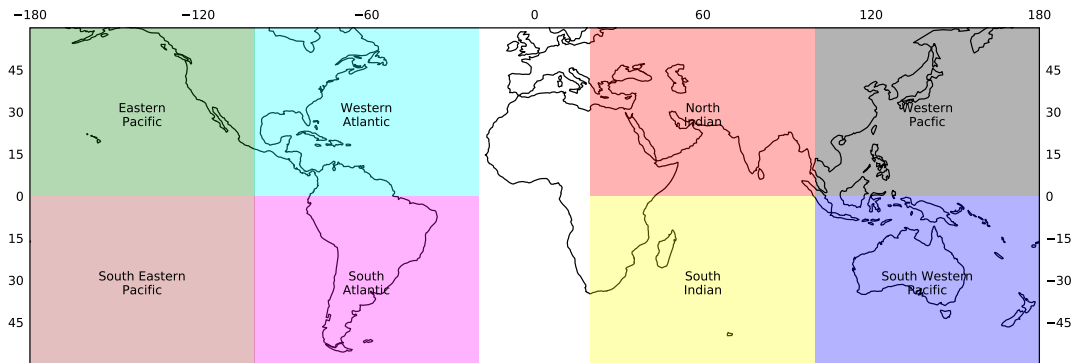 −180 −120 −60 0 60 120 180
45 45
30 30
15 15
0 0
−15 −15
−30 −30
−45 −45
Eastern
Pacific
Western
Atlantic
North
Indian
Western
Pacfic
South Eastern
Pacific
South
Atlantic
South
Indian
South Western
Pacific